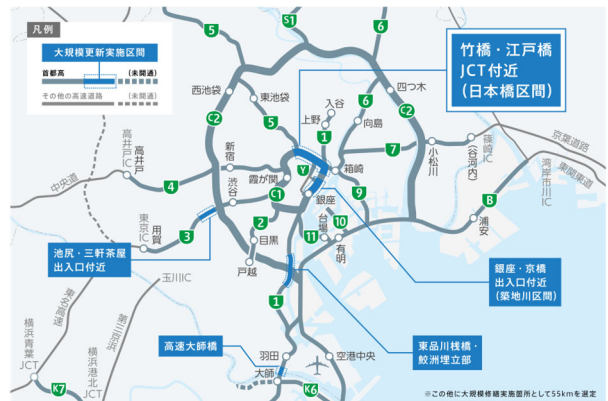 凡例
大規模更新実施区間
首都高
(未開通)
その他の高速道路
(未開通)
竹橋・江戸橋
JCT付近
(日本橋区間)
5
S1
6
四つ木
西池袋
東池袋
入谷
上野
6
向島
C2
C2
5
1
7
小松川
(谷河内)
篠崎IC
京葉道路
湾岸市川IC
東関東道
高井戸IC
高井戸
新宿
中央道
4
霞が関
Y
箱崎
渋谷
C1
銀座
9
B
浦安
東京IC
用賀
3
2
台場
10
11
有明
目黒
池尻・三軒茶屋
出入口付近
戸越
銀座・京橋
出入口付近
(築地川区間)
玉川IC
東名高速
第三京浜
1
東品川桟橋・
鮫洲埋立部
高速大師橋
羽田
空港中央
大師
横浜青葉JCT
横浜港北JCT
K7
K6
※この他に大規模修繕実施箇所として55kmを選定